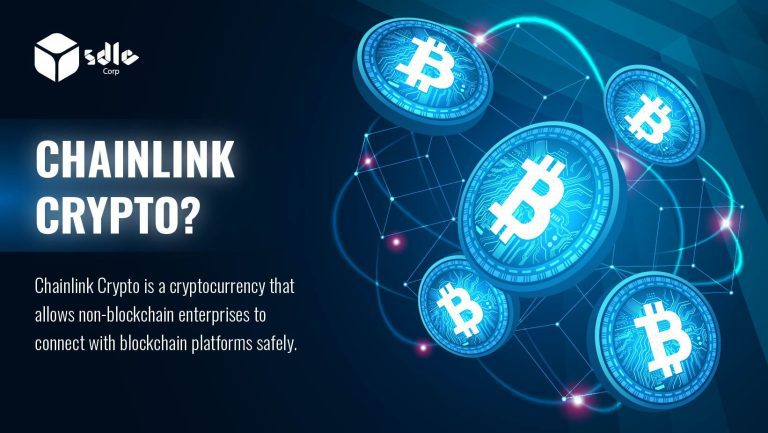 sdlc
Corp
CHAINLINK
CRYPTO?
Chainlink Crypto is a cryptocurrency that
allows non-blockchain enterprises to
connect with blockchain platforms safely.